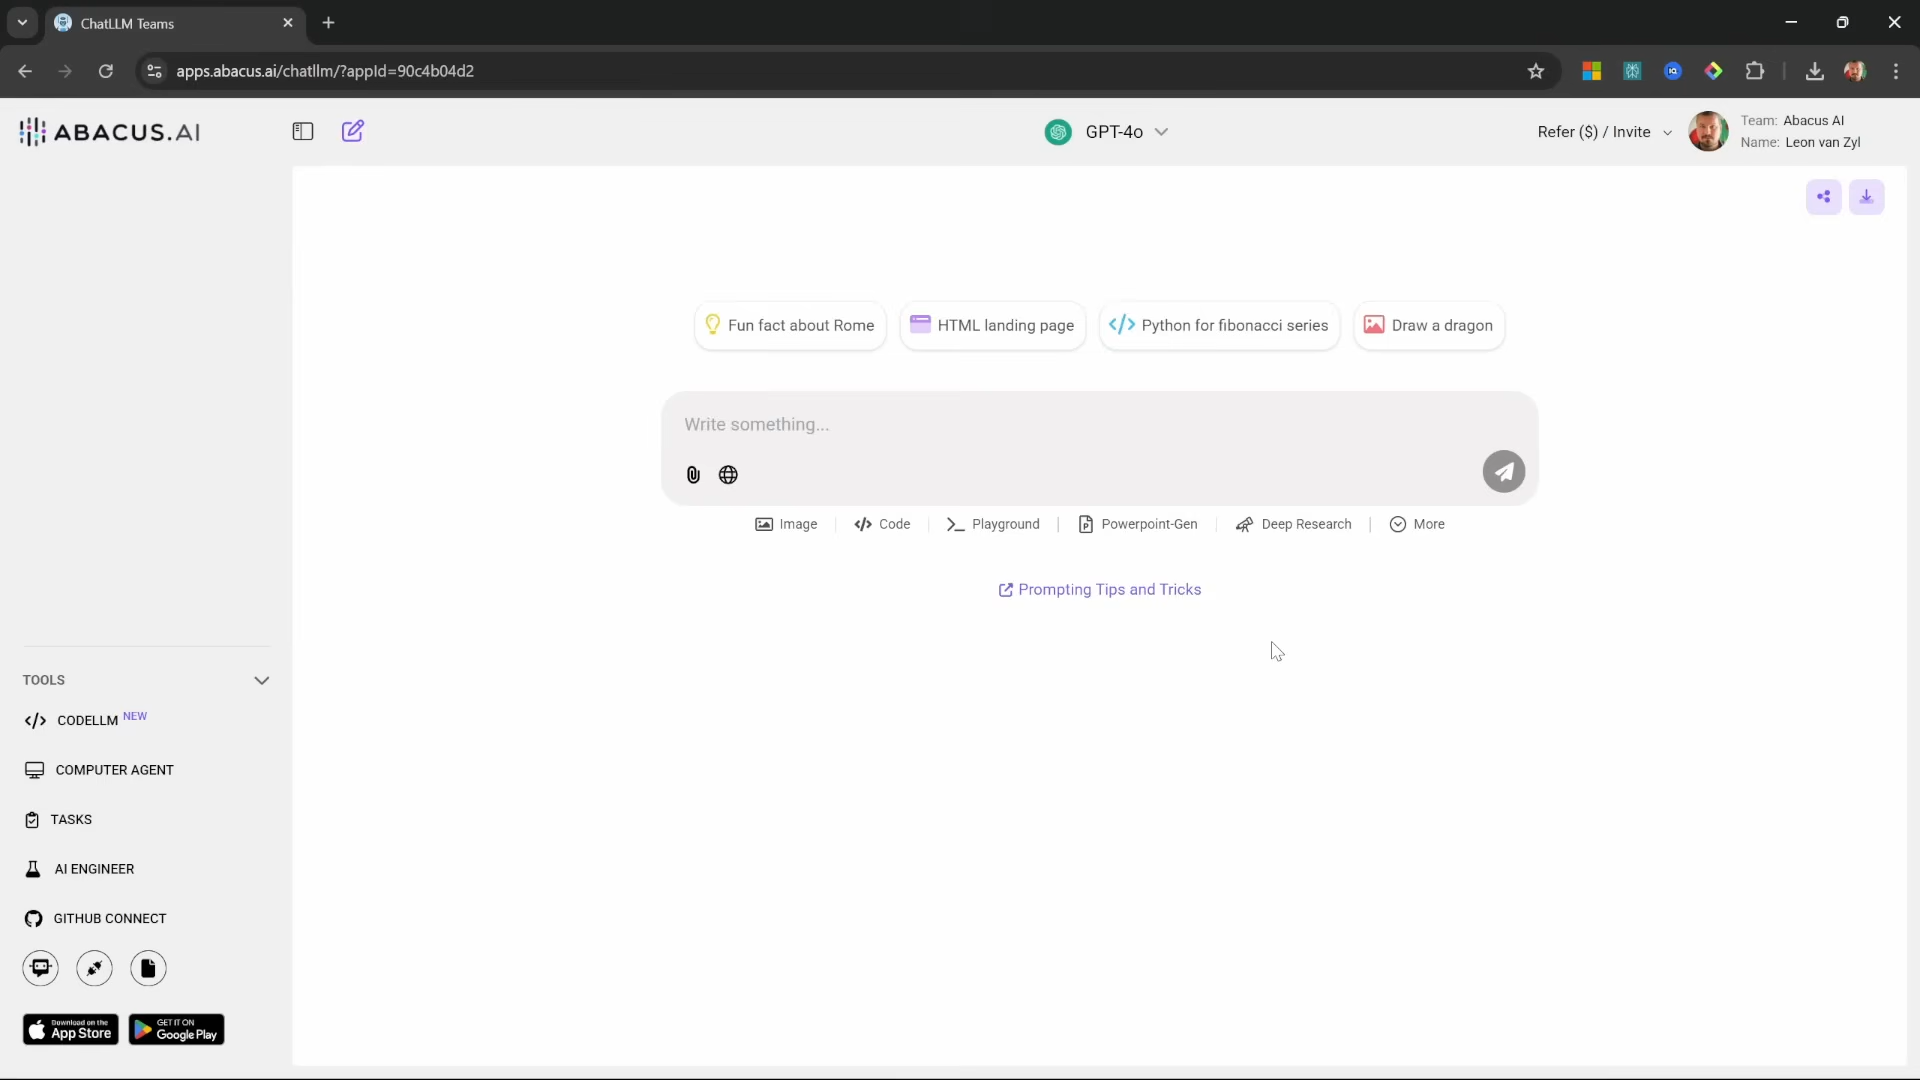 ChatLLM Teams
apps.abacus.ai/chatllm/?appId=90c4b04d2
ABACUS.AI
GPT-4o
Refer ($) / Invite
Team: Abacus AI
Name: Leon van Zyl
Fun fact about Rome
HTML landing page
Python for fibonacci series
Draw a dragon
Write something...
Image
Code
Playground
Powerpoint-Gen
Deep Research
More
Prompting Tips and Tricks
TOOLS
CODELLM NEW
COMPUTER AGENT
TASKS
AI ENGINEER
GITHUB CONNECT
Download on the
App Store
GET IT ON
Google Play